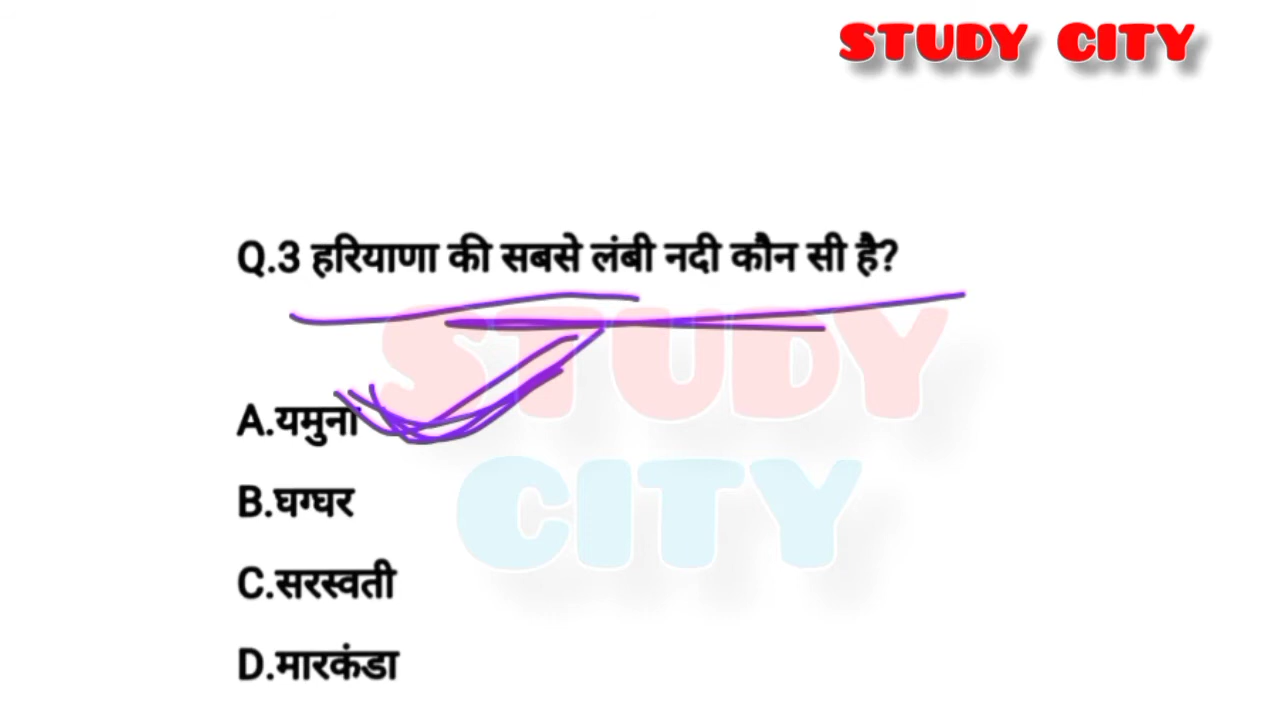 STUDY CITY
Q.3 हरियाणा की सबसे लंबी नदी कौन सी है?
STUDY
A.यमुना
B.घग्घर
CITY
C.सरस्वती
D.मारकंडा